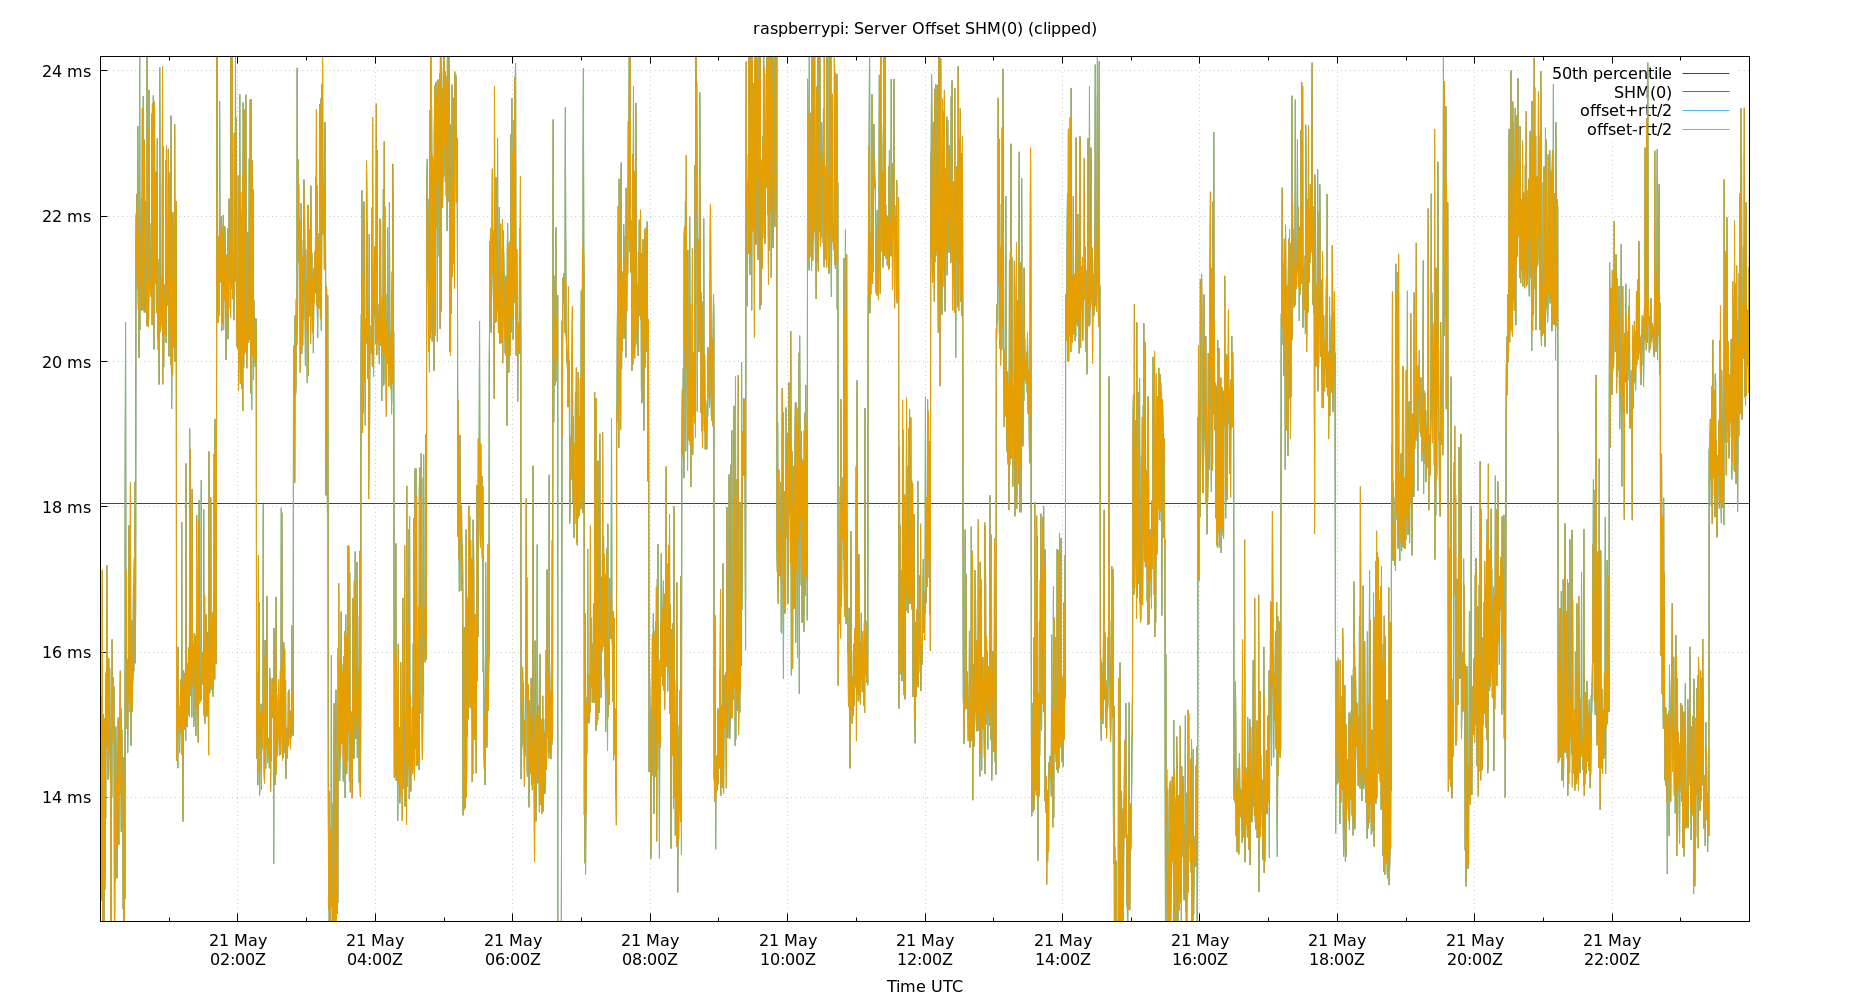 raspberrypi: Server Offset SHM(0) (clipped)
50th percentile
SHM(0)
offset+rtt/2
offset-rtt/2
24 ms
22 ms
20 ms
18 ms
16 ms
14 ms
21 May 21 May 21 May 21 May 21 May 21 May 21 May 21 May 21 May 21 May 21 May
02:00Z 04:00Z 06:00Z 08:00Z 10:00Z 12:00Z 14:00Z 16:00Z 18:00Z 20:00Z 22:00Z
Time UTC